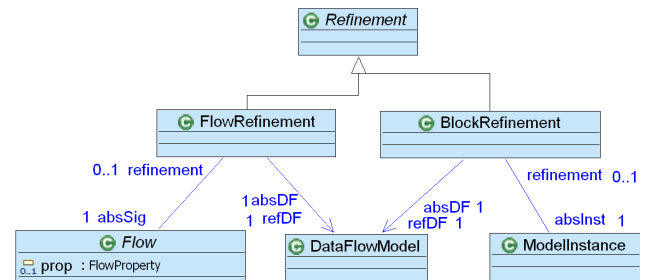 C Refinement
C FlowRefinement
C BlockRefinement
0..1 refinement
refinement 0..1
1 absDF
1 refDF
absDF 1
refDF 1
1 absSig
absInst 1
C Flow
0..1 prop : FlowProperty
C DataFlowModel
C ModelInstance